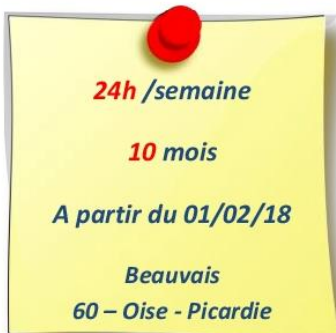 24h /semaine
10 mois
A partir du 01/02/18
Beauvais
60 – Oise - Picardie